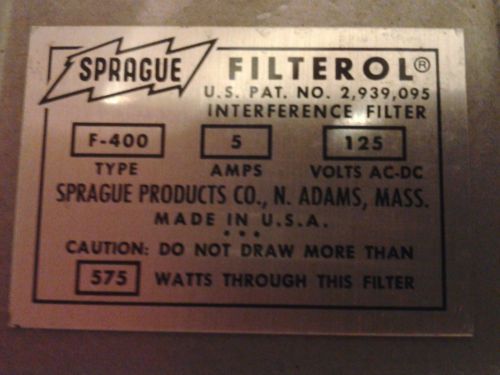 SPRAGUE FILTEROL®
U.S. PAT. NO. 2,939,095
INTERFERENCE FILTER
F-400 5 125
TYPE AMPS VOLTS AC-DC
SPRAGUE PRODUCTS CO., N. ADAMS, MASS.
MADE IN U.S.A.
• • •
CAUTION: DO NOT DRAW MORE THAN
575 WATTS THROUGH THIS FILTER